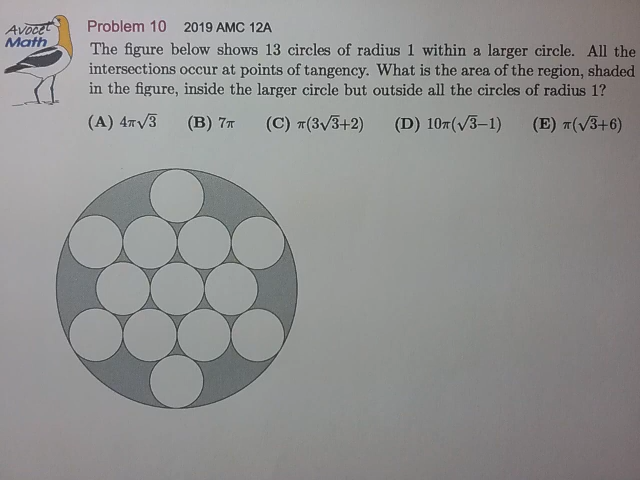 Avocet
Math
Problem 10 2019 AMC 12A
The figure below shows 13 circles of radius 1 within a larger circle. All the
intersections occur at points of tangency. What is the area of the region, shaded
in the figure, inside the larger circle but outside all the circles of radius 1?
(A) 4π√3 (B) 7π (C) π(3√3+2) (D) 10π(√3−1) (E) π(√3+6)